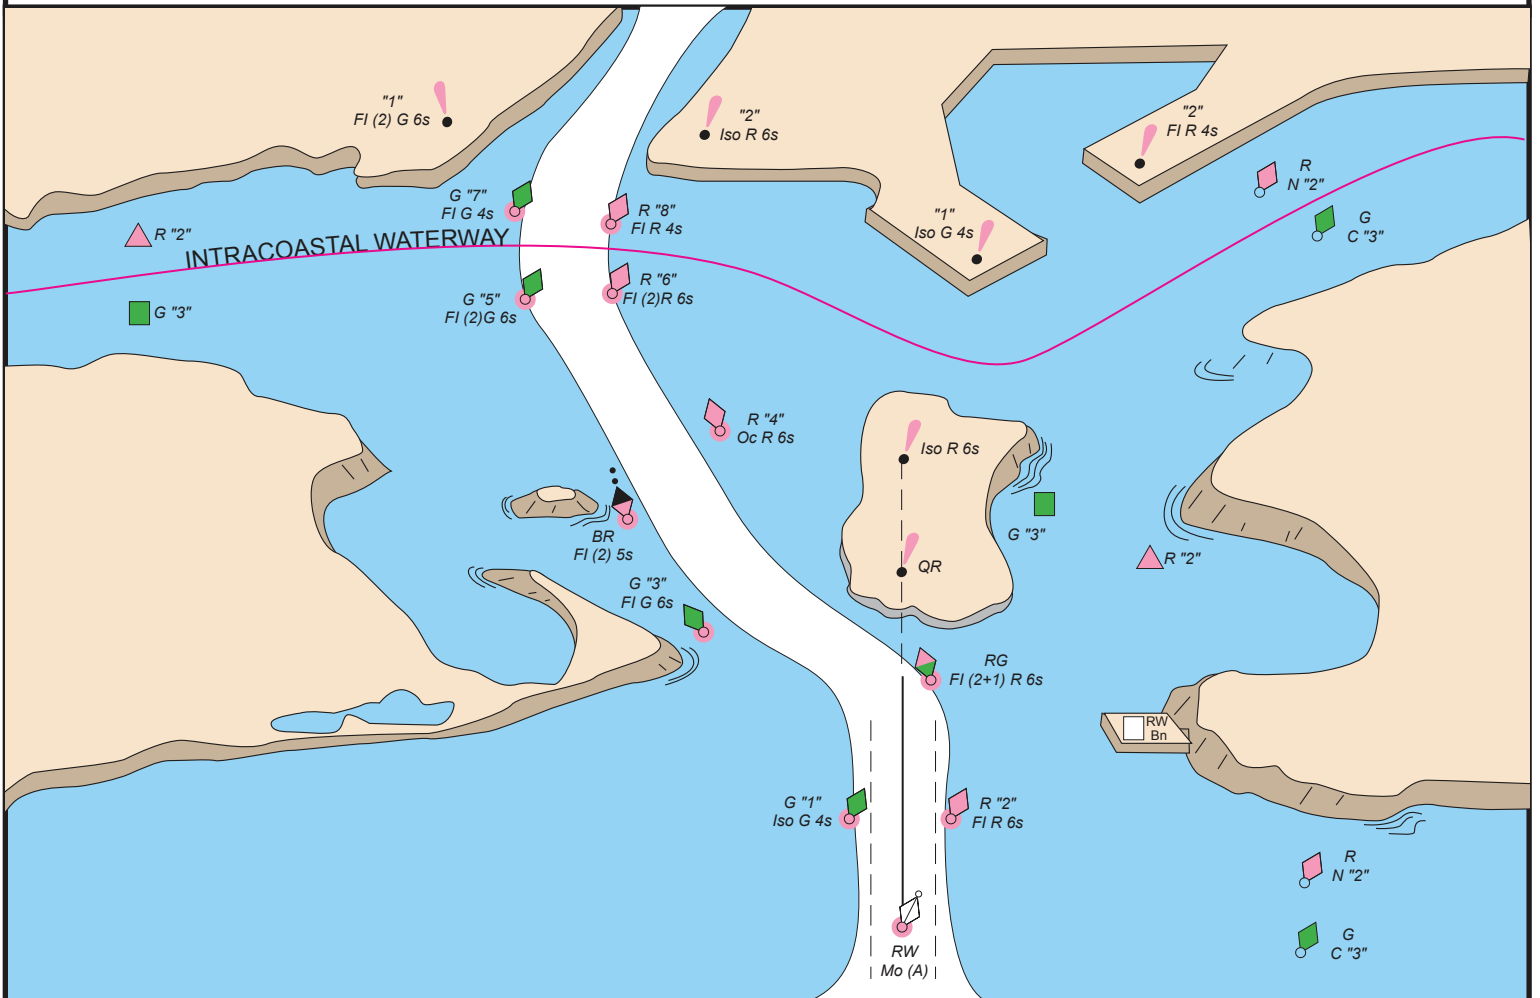 "1"
Fl (2) G 6s
"2"
Iso R 6s
"2"
Fl R 4s
R
N "2"
G
C "3"
G "7"
Fl G 4s
R "8"
Fl R 4s
"1"
Iso G 4s
R "2"
INTRACOASTAL WATERWAY
G "3"
G "5"
Fl (2)G 6s
R "6"
Fl (2)R 6s
R "4"
Oc R 6s
Iso R 6s
G "3"
BR
Fl (2) 5s
QR
R "2"
G "3"
Fl G 6s
RG
Fl (2+1) R 6s
RW
Bn
G "1"
Iso G 4s
R "2"
Fl R 6s
R
N "2"
G
C "3"
RW
Mo (A)